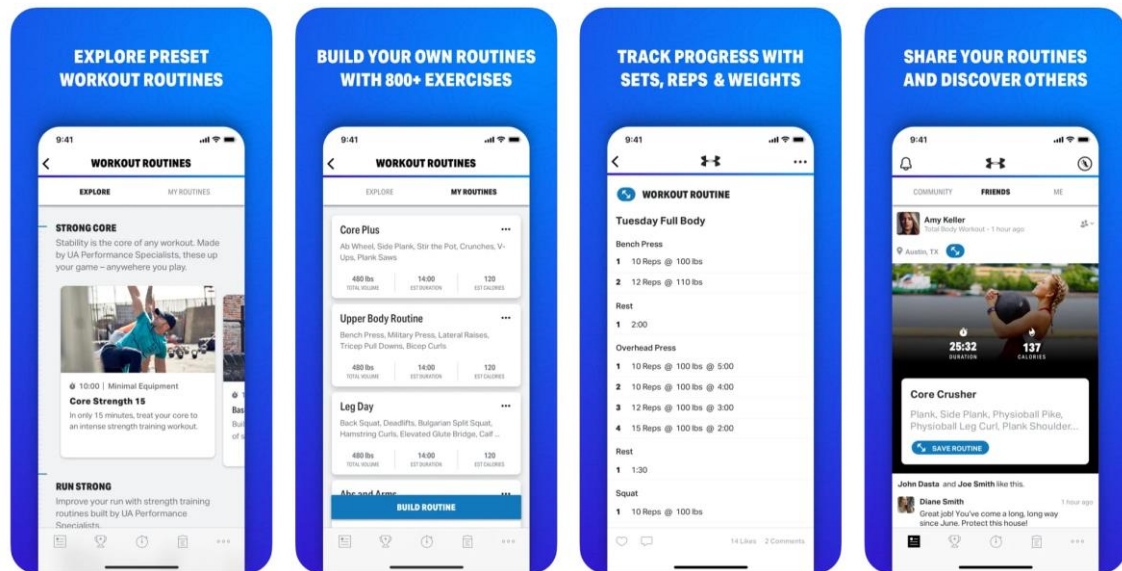 EXPLORE PRESET
WORKOUT ROUTINES
9:41
WORKOUT ROUTINES
EXPLORE
MY ROUTINES
STRONG CORE
Stability is the core of any workout. Made
by UA Performance Specialists, these up
your game – anywehere you play.
10:00 | Minimal Equipment
Core Strength 15
In only 15 minutes, treat your core to
an intense strength training workout.
RUN STRONG
Improve your run with strength training
routines built by UA Performance
Specialists.
BUILD YOUR OWN ROUTINES
WITH 800+ EXERCISES
9:41
WORKOUT ROUTINES
EXPLORE
MY ROUTINES
Core Plus
Ab Wheel, Side Plank, Stir the Pot, Crunches, V-
Ups, Plank Saws
480 lbs
14:00
120
TOTAL VOLUME
EST DURATION
EST CALORIES
Upper Body Routine
Bench Press, Military Press, Lateral Raises,
Tricep Pull Downs, Bicep Curls
480 lbs
14:00
120
TOTAL VOLUME
EST DURATION
EST CALORIES
Leg Day
Back Squat, Deadlifts, Bulgarian Split Squat,
Hamstring Curls, Elevated Glute Bridge, Calf ...
480 lbs
14:00
120
TOTAL VOLUME
EST DURATION
EST CALORIES
Abs and Arms
BUILD ROUTINE
TRACK PROGRESS WITH
SETS, REPS & WEIGHTS
9:41
WORKOUT ROUTINE
Tuesday Full Body
Bench Press
1 10 Reps @ 100 lbs
2 12 Reps @ 110 lbs
Rest
1 2:00
Overhead Press
1 10 Reps @ 100 lbs @ 5:00
2 10 Reps @ 100 lbs @ 4:00
3 12 Reps @ 100 lbs @ 3:00
4 15 Reps @ 100 lbs @ 2:00
Rest
1 1:30
Squat
1 10 Reps @ 100 lbs
14 Likes 2 Comments
SHARE YOUR ROUTINES
AND DISCOVER OTHERS
9:41
COMMUNITY
FRIENDS
ME
Amy Keller
Total Body Workout - 1 hour ago
Austin, TX
25:32
DURATION
137
CALORIES
Core Crusher
Plank, Side Plank, Physioball Pike,
Physioball Leg Curl, Plank Shoulder...
SAVE ROUTINE
John Dasta and Joe Smith like this.
Diane Smith
1 hour ago
Great job! You've come a long, long way
since June. Protect this house!